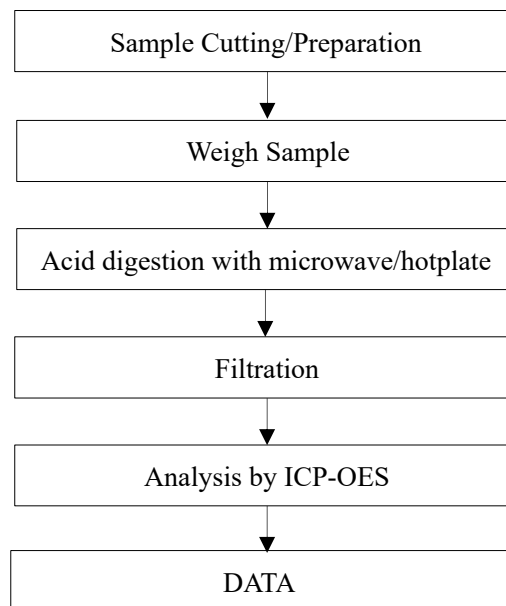 Sample Cutting/Preparation
Weigh Sample
Acid digestion with microwave/hotplate
Filtration
Analysis by ICP-OES
DATA